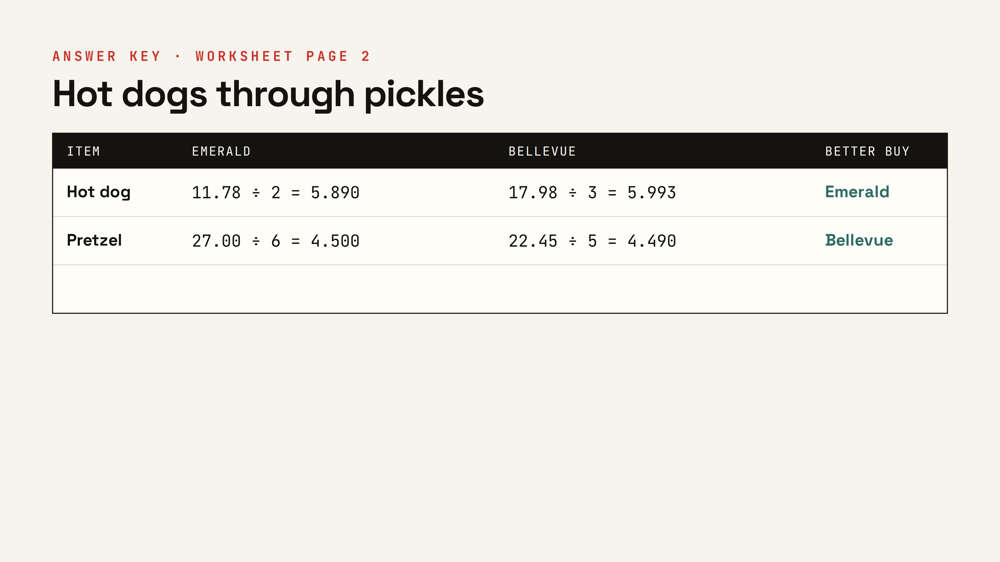 ANSWER KEY · WORKSHEET PAGE 2
Hot dogs through pickles
ITEM EMERALD BELLEVUE BETTER BUY
Hot dog 11.78 ÷ 2 = 5.890 17.98 ÷ 3 = 5.993 Emerald
Pretzel 27.00 ÷ 6 = 4.500 22.45 ÷ 5 = 4.490 Bellevue